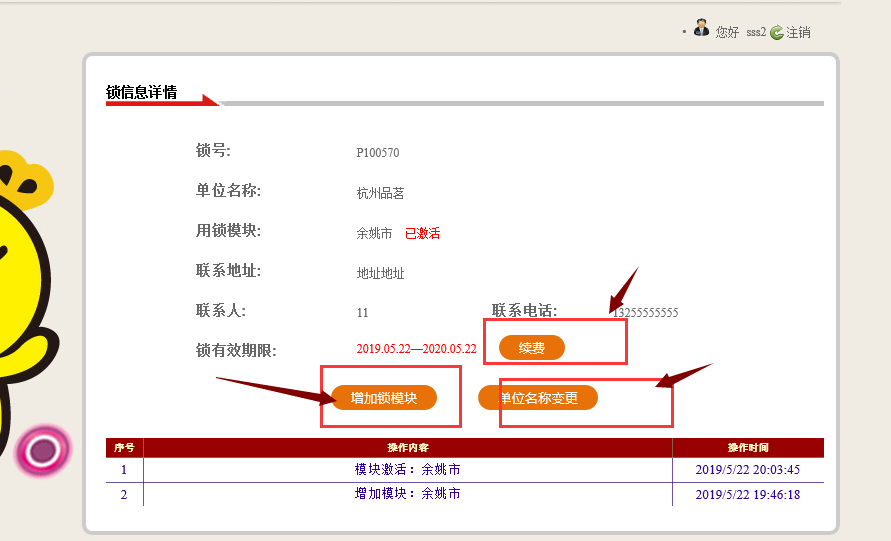 • 您好 sss2 注销
锁信息详情
锁号: P100570
单位名称: 杭州品茗
用锁模块: 余姚市 已激活
联系地址: 地址地址
联系人: 11 联系电话: 13255555555
锁有效期限: 2019.05.22—2020.05.22 续费
增加锁模块 单位名称变更
序号 操作内容 操作时间
1 模块激活：余姚市 2019/5/22 20:03:45
2 增加模块：余姚市 2019/5/22 19:46:18